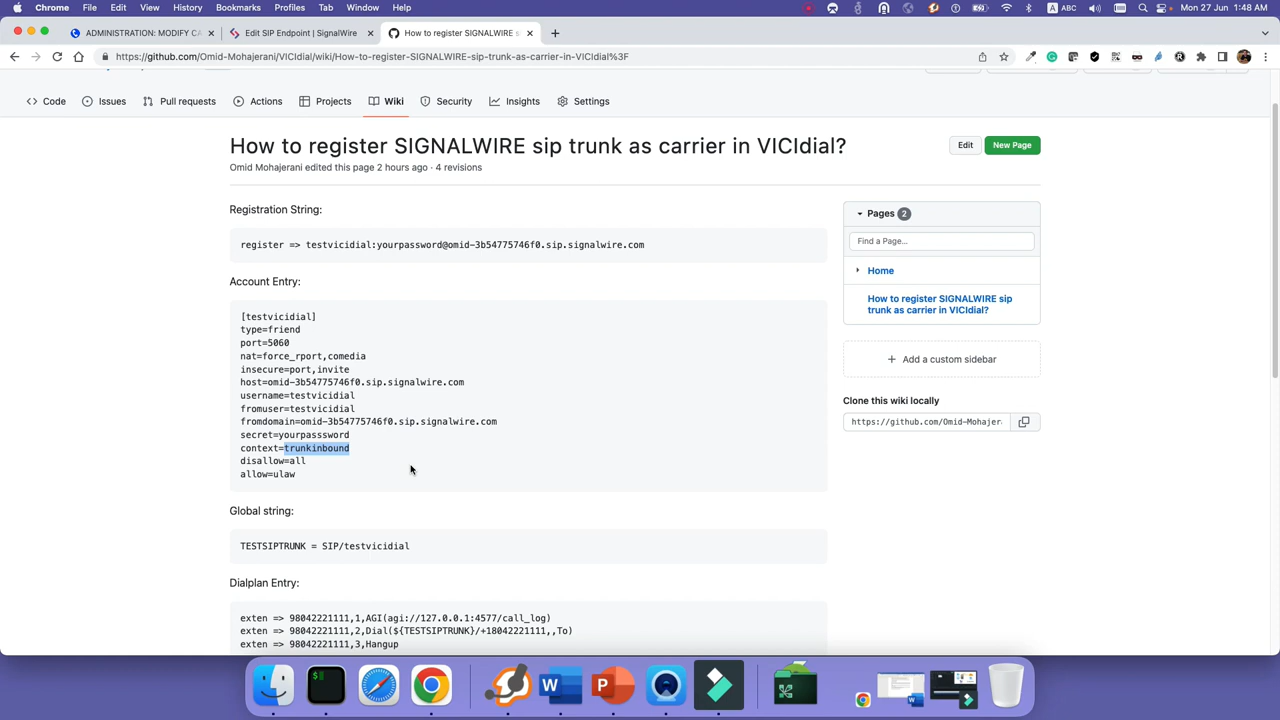 Chrome File Edit View History Bookmarks Profiles Tab Window Help
ABC Mon 27 Jun 1:48 AM
ADMINISTRATION: MODIFY CA
Edit SIP Endpoint | SignalWire
How to register SIGNALWIRE s
https://github.com/Omid-Mohajerani/VICIdial/wiki/How-to-register-SIGNALWIRE-sip-trunk-as-carrier-in-VICIdial%3F
Code Issues Pull requests Actions Projects Wiki Security Insights Settings
How to register SIGNALWIRE sip trunk as carrier in VICIdial?
Edit New Page
Omid Mohajerani edited this page 2 hours ago · 4 revisions
Registration String:
register => testvicidial:yourpassword@omid-3b54775746f0.sip.signalwire.com
Account Entry:
[testvicidial]
type=friend
port=5060
nat=force_rport,comedia
insecure=port,invite
host=omid-3b54775746f0.sip.signalwire.com
username=testvicidial
fromuser=testvicidial
fromdomain=omid-3b54775746f0.sip.signalwire.com
secret=yourpasssword
context=trunkinbound
disallow=all
allow=ulaw
Global string:
TESTSIPTRUNK = SIP/testvicidial
Dialplan Entry:
exten => 98042221111,1,AGI(agi://127.0.0.1:4577/call_log)
exten => 98042221111,2,Dial(${TESTSIPTRUNK}/+18042221111,,To)
exten => 98042221111,3,Hangup
Pages 2
Find a Page...
Home
How to register SIGNALWIRE sip
trunk as carrier in VICIdial?
Add a custom sidebar
Clone this wiki locally
https://github.com/Omid-Mohajer